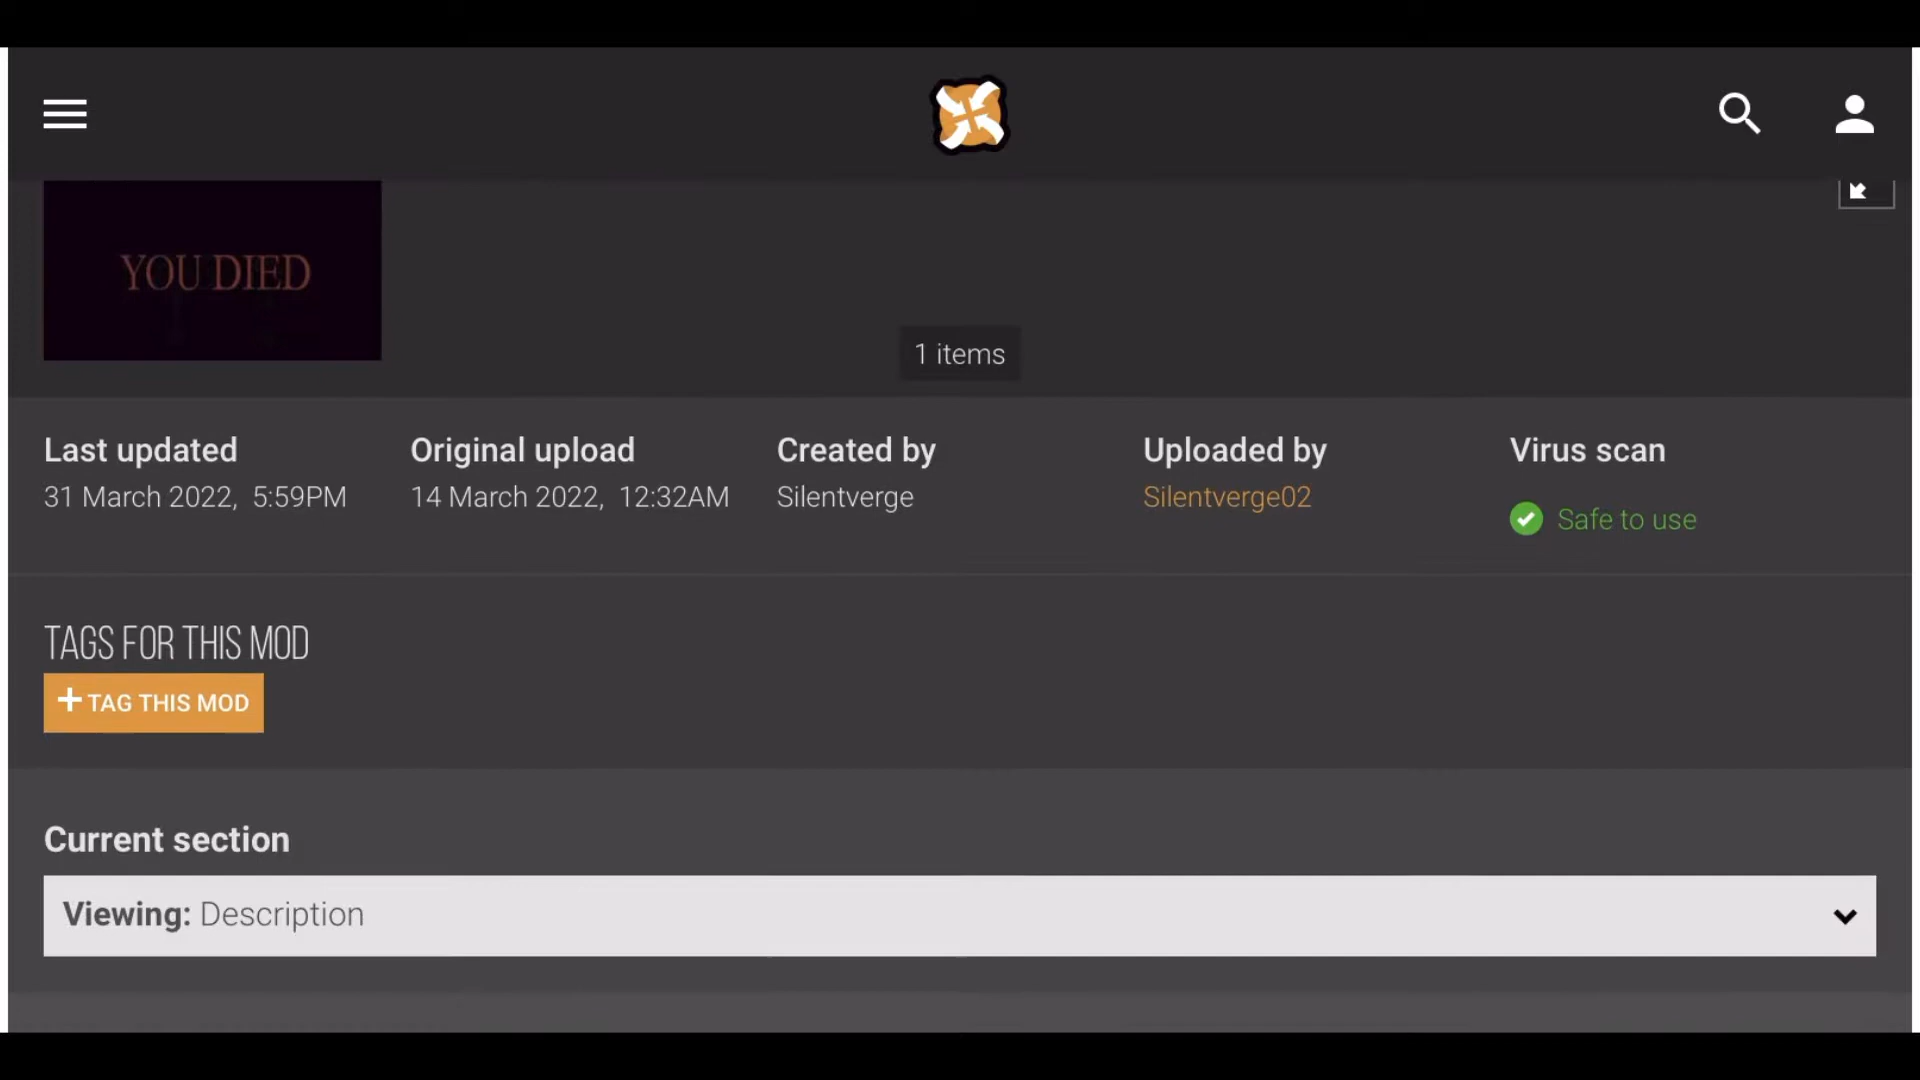 YOU DIED
1 items
Last updated
31 March 2022, 5:59PM
Original upload
14 March 2022, 12:32AM
Created by
Silentverge
Uploaded by
Silentverge02
Virus scan
Safe to use
TAGS FOR THIS MOD
TAG THIS MOD
Current section
Viewing: Description